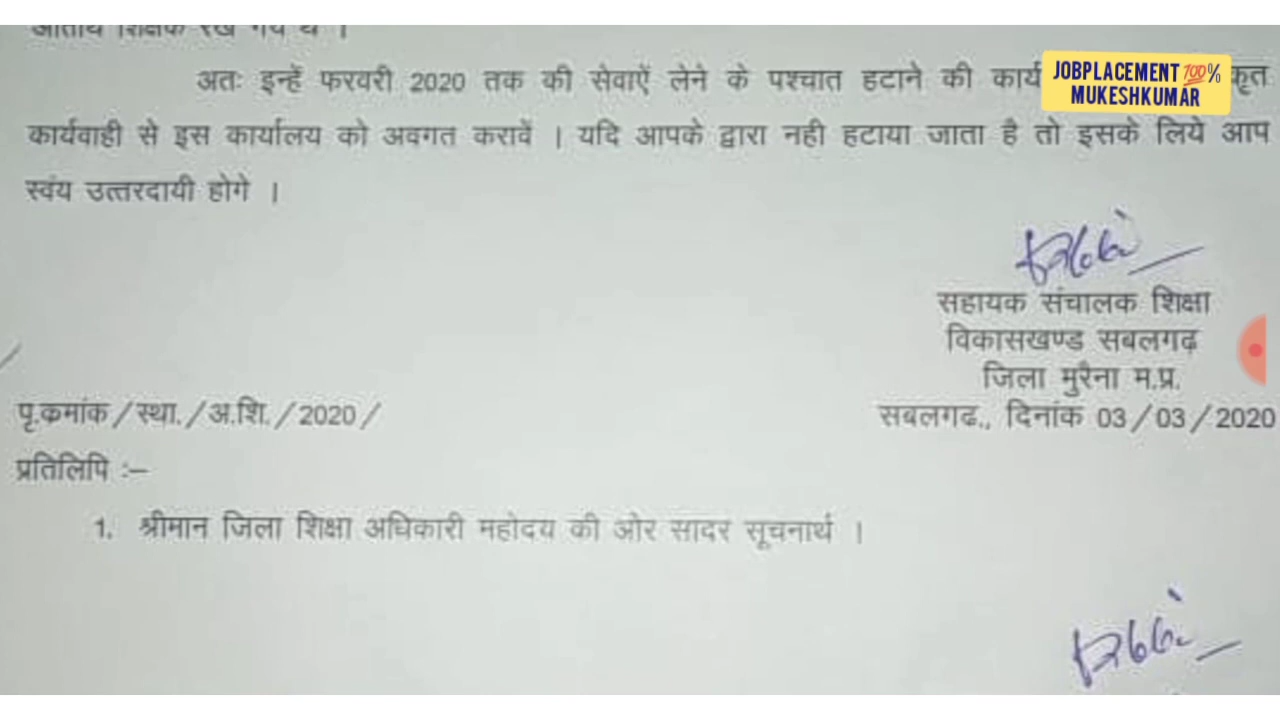 अतः इन्हें फरवरी 2020 तक की सेवाऐं लेने के पश्चात हटाने की कार्य
JOBPLACEMENT 💯%
MUKESHKUMAR
कृत
कार्यवाही से इस कार्यालय को अवगत करावें । यदि आपके द्वारा नही हटाया जाता है तो इसके लिये आप
स्वंय उत्तरदायी होगे ।
सहायक संचालक शिक्षा
विकासखण्ड सबलगढ़
जिला मुरैना म.प्र.
पृ.कमांक/स्था./अ.शि./2020/
सबलगढ., दिनांक 03/03/2020
प्रतिलिपि :–
1. श्रीमान जिला शिक्षा अधिकारी महोदय की ओर सादर सूचनार्थ ।